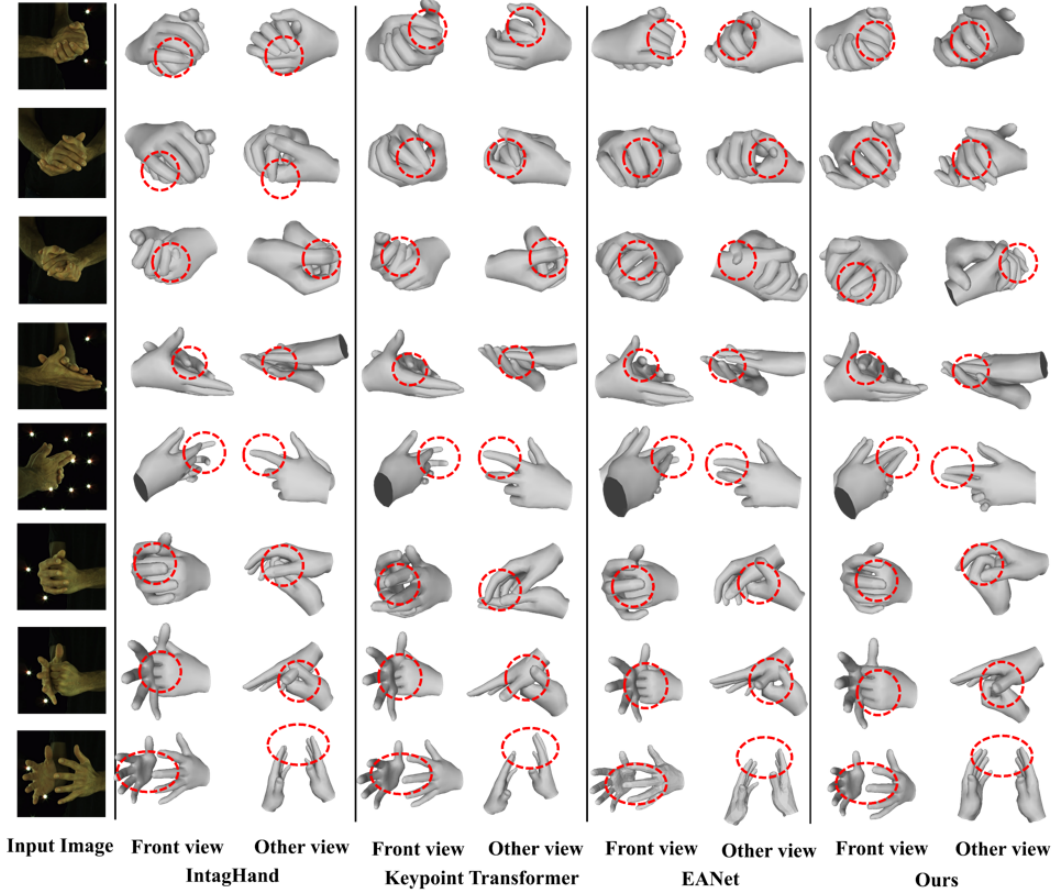 Input Image Front view Other view Front view Other view Front view Other view Front view Other view
IntagHand Keypoint Transformer EANet Ours